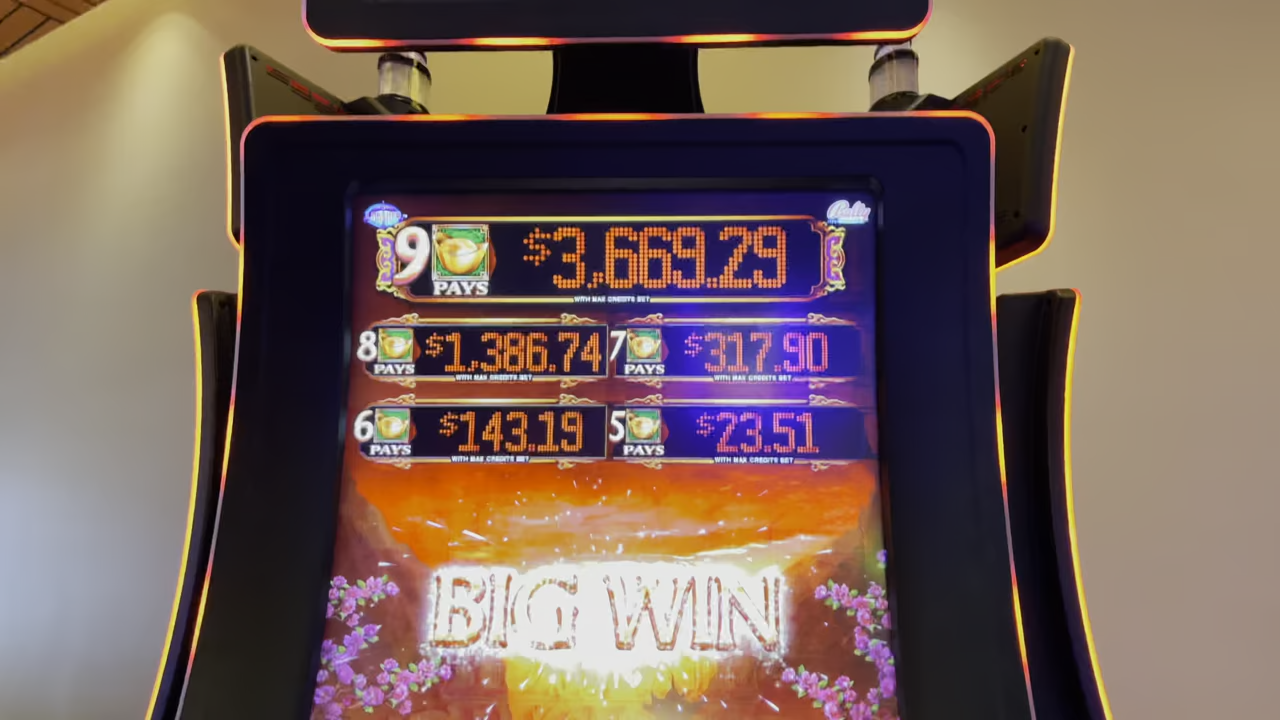 Bally
9 PAYS $3,669.29
WITH MAX CREDITS BET
8 PAYS $1,386.74
WITH MAX CREDITS BET
7 PAYS $317.90
WITH MAX CREDITS BET
6 PAYS $143.19
WITH MAX CREDITS BET
5 PAYS $23.51
WITH MAX CREDITS BET
BIG WIN